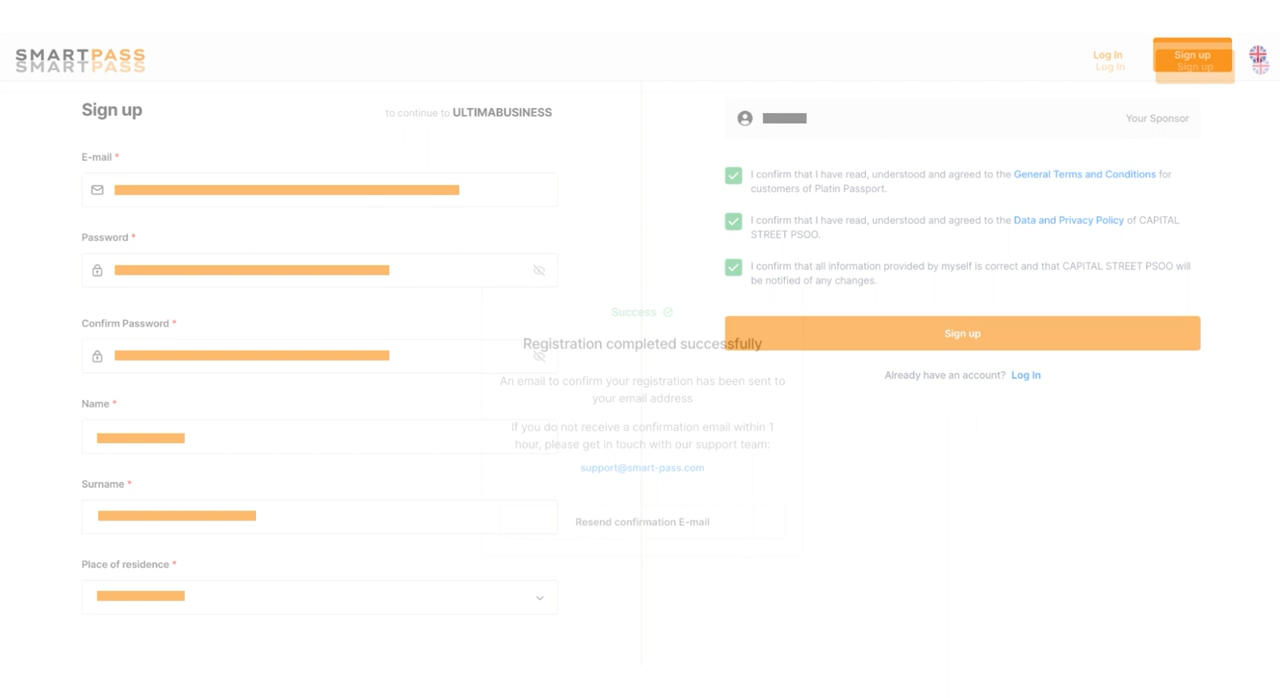 SMARTPASS
SMARTPASS
Log In
Log In
Sign up
Sign up
Sign up
to continue to ULTIMABUSINESS
E-mail *
Password *
Confirm Password *
Name *
Surname *
Place of residence *
Your Sponsor
I confirm that I have read, understood and agreed to the General Terms and Conditions for
customers of Platin Passport.
I confirm that I have read, understood and agreed to the Data and Privacy Policy of CAPITAL
STREET PSOO.
I confirm that all information provided by myself is correct and that CAPITAL STREET PSOO will
be notified of any changes.
Sign up
Already have an account? Log In
Success
Registration completed successfully
An email to confirm your registration has been sent to
your email address
If you do not receive a confirmation email within 1
hour, please get in touch with our support team:
support@smart-pass.com
Resend confirmation E-mail